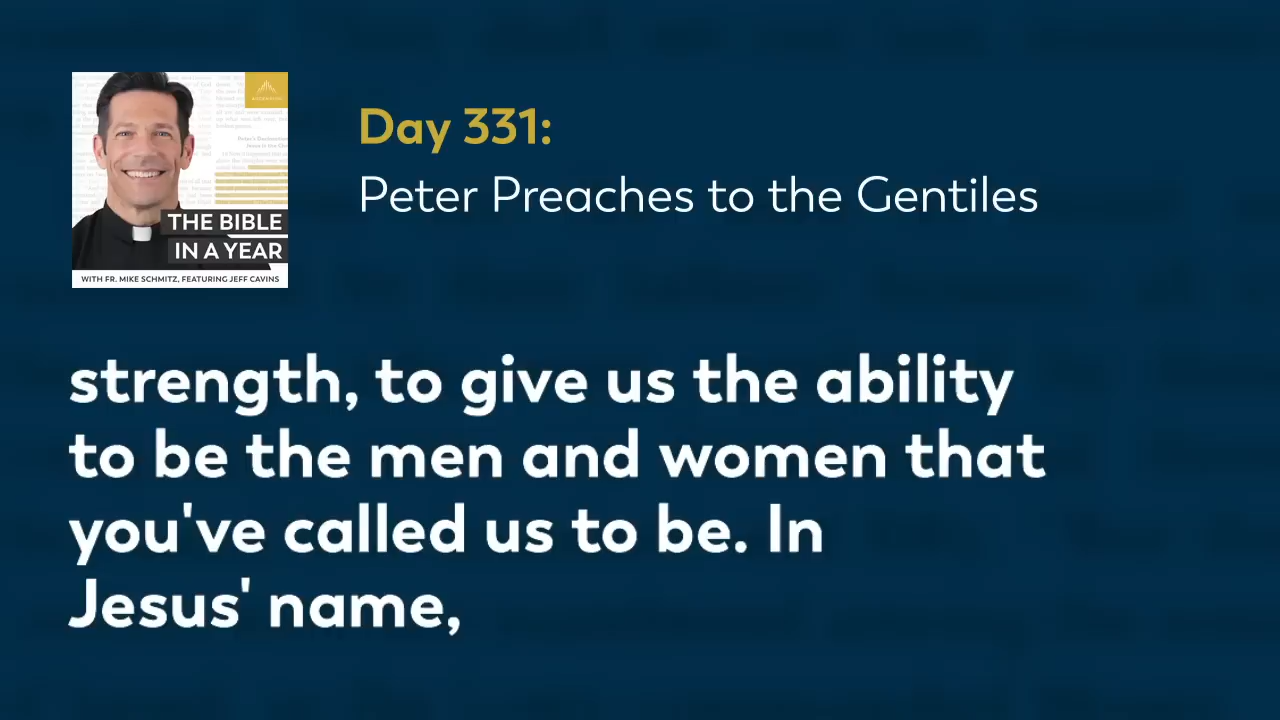 Day 331:
Peter Preaches to the Gentiles
THE BIBLE
IN A YEAR
WITH FR. MIKE SCHMITZ, FEATURING JEFF CAVINS
strength, to give us the ability
to be the men and women that
you've called us to be. In
Jesus' name,